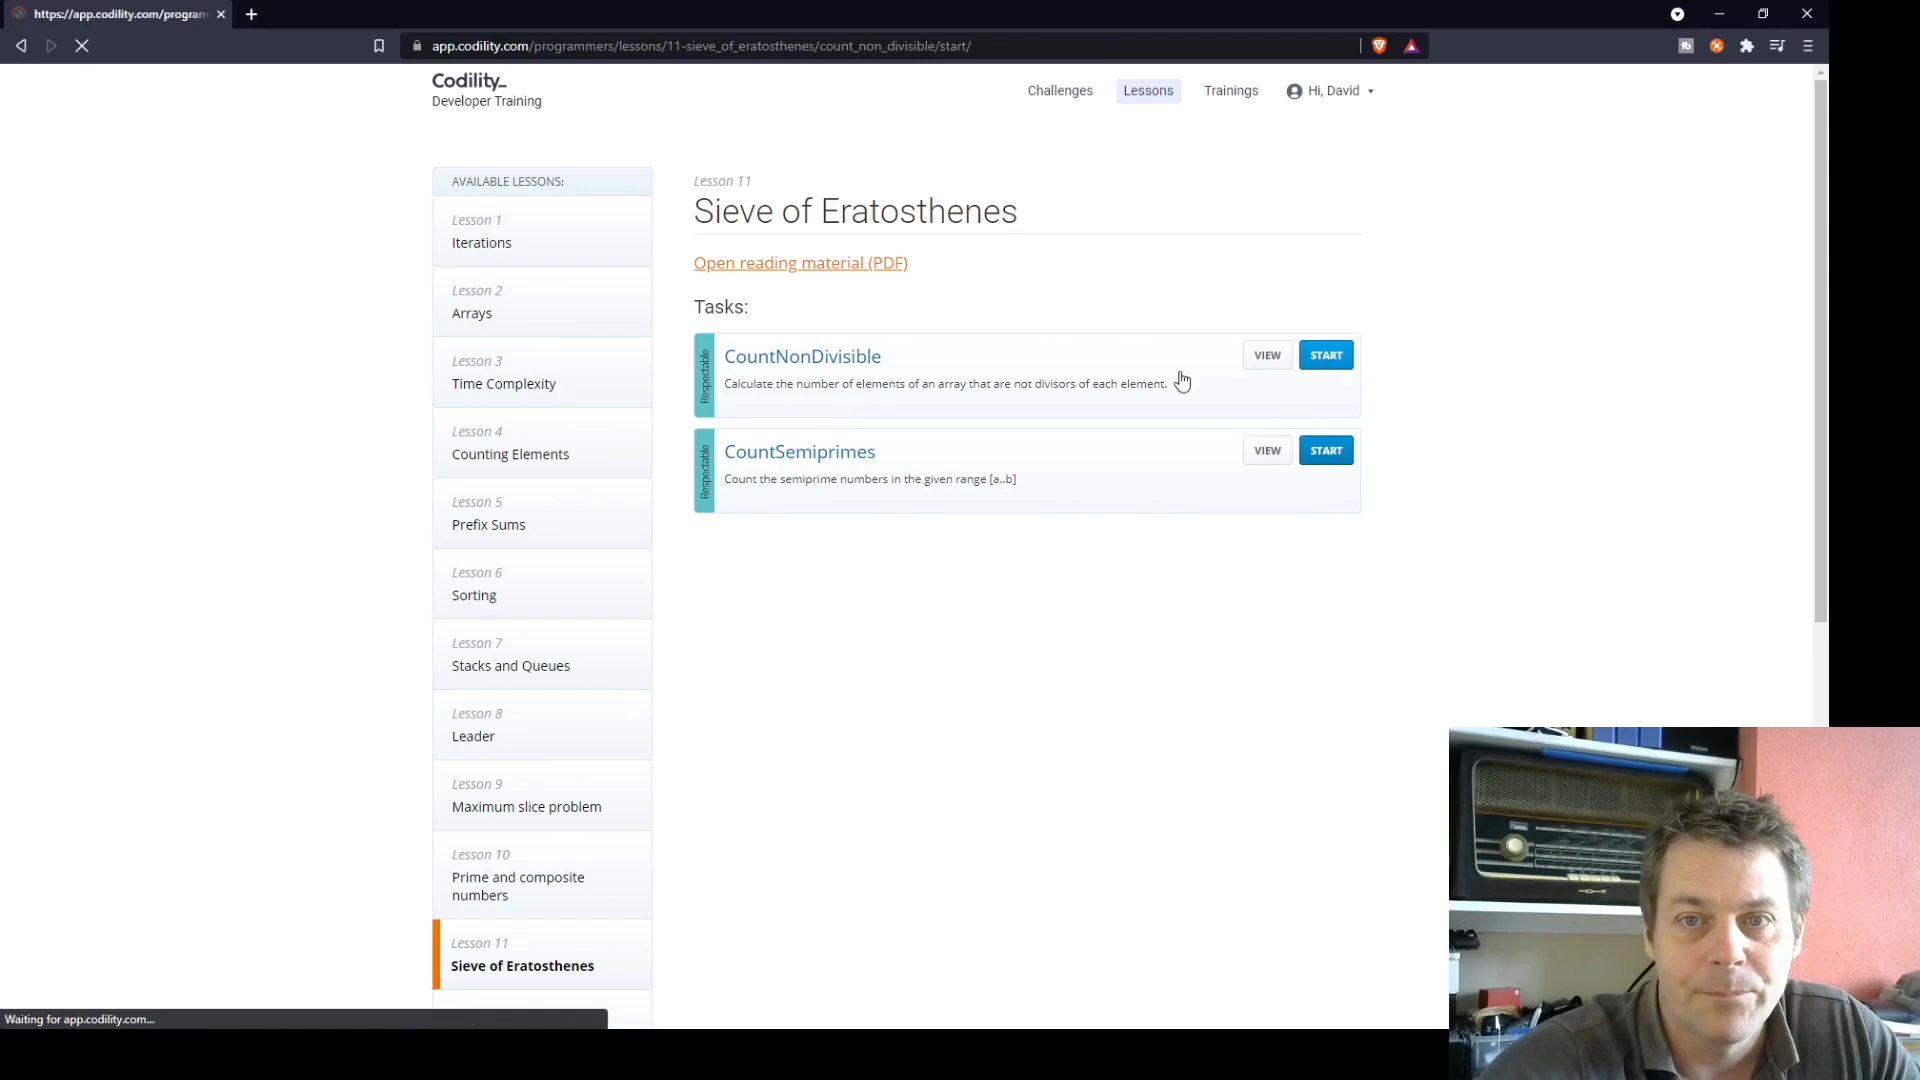 https://app.codility.com/program
app.codility.com/programmers/lessons/11-sieve_of_eratosthenes/count_non_divisible/start/
Codility_
Developer Training
Challenges
Lessons
Trainings
Hi, David
AVAILABLE LESSONS:
Lesson 1
Iterations
Lesson 2
Arrays
Lesson 3
Time Complexity
Lesson 4
Counting Elements
Lesson 5
Prefix Sums
Lesson 6
Sorting
Lesson 7
Stacks and Queues
Lesson 8
Leader
Lesson 9
Maximum slice problem
Lesson 10
Prime and composite
numbers
Lesson 11
Sieve of Eratosthenes
Lesson 11
Sieve of Eratosthenes
Open reading material (PDF)
Tasks:
Respectable
CountNonDivisible
VIEW
START
Calculate the number of elements of an array that are not divisors of each element.
Respectable
CountSemiprimes
VIEW
START
Count the semiprime numbers in the given range [a..b]
Waiting for app.codility.com...